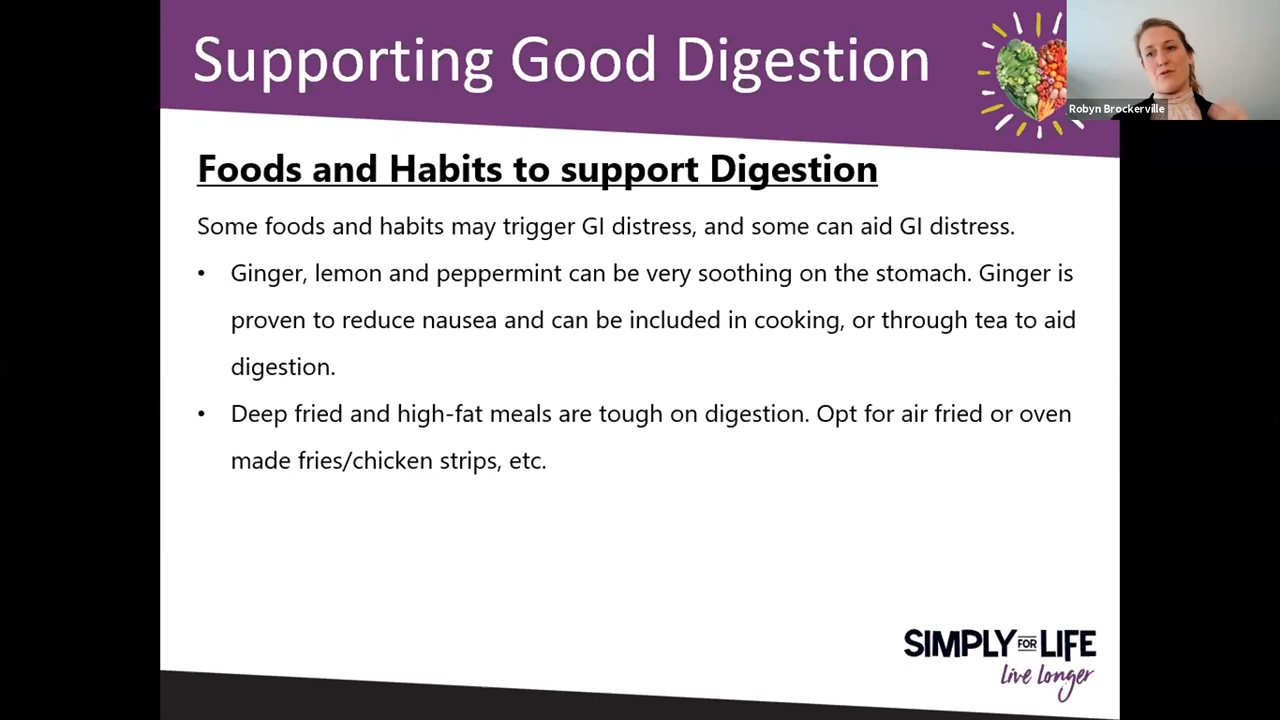 Supporting Good Digestion
Robyn Brockerville
Foods and Habits to support Digestion
Some foods and habits may trigger GI distress, and some can aid GI distress.
• Ginger, lemon and peppermint can be very soothing on the stomach. Ginger is
proven to reduce nausea and can be included in cooking, or through tea to aid
digestion.
• Deep fried and high-fat meals are tough on digestion. Opt for air fried or oven
made fries/chicken strips, etc.
SIMPLY FOR LIFE
live longer